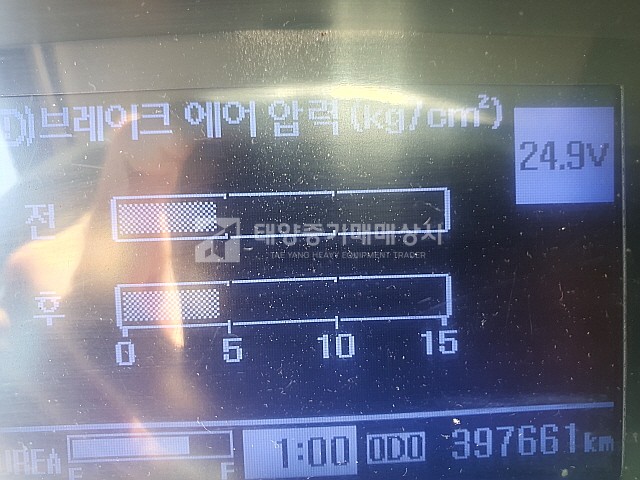 브레이크 에어 압력 (kg/cm²)
24.9V
전
태양중기매매상사
TAE YANG HEAVY EQUIPMENT TRADER
후
0 5 10 15
UREA E F 1:00 ODO 397661 km